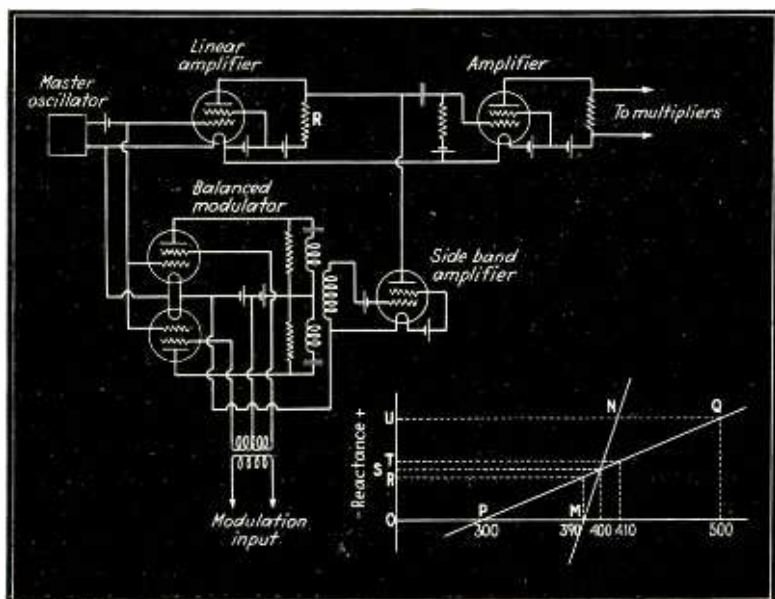 Linear
amplifier
Amplifier
Master
oscillator
R
To multipliers
Balanced
modulator
Side band
amplifier
- Reactance +
U
T
S
R
O
N
Q
P
M
300
390
400
410
500
Modulation
input